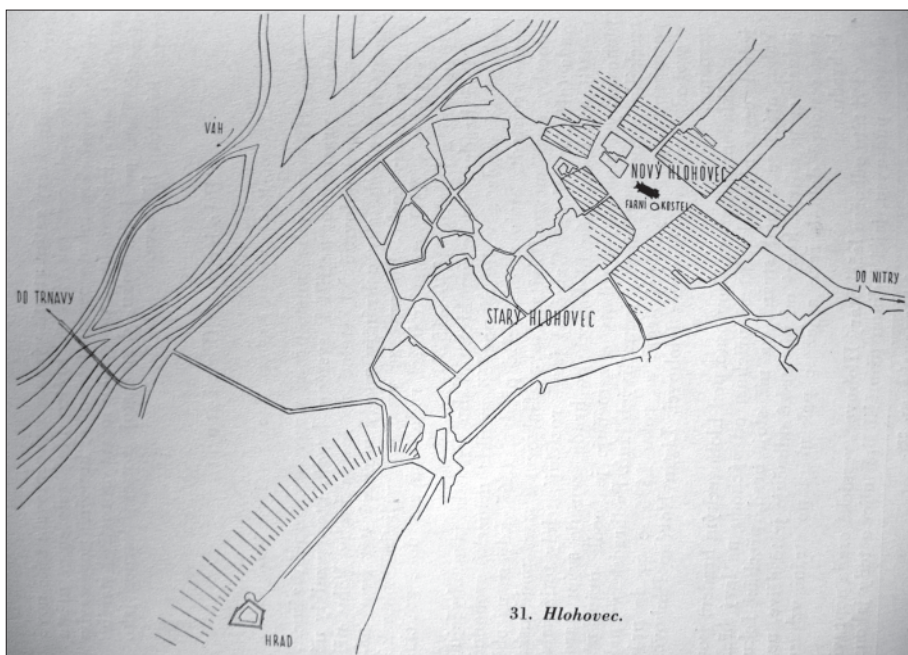 VÁH
NOVÝ HLOHOVEC
FARNÍ KOSTEL
DO NITRY
DO TRNAVY
STARÝ HLOHOVEC
31. Hlohovec.
HRAD